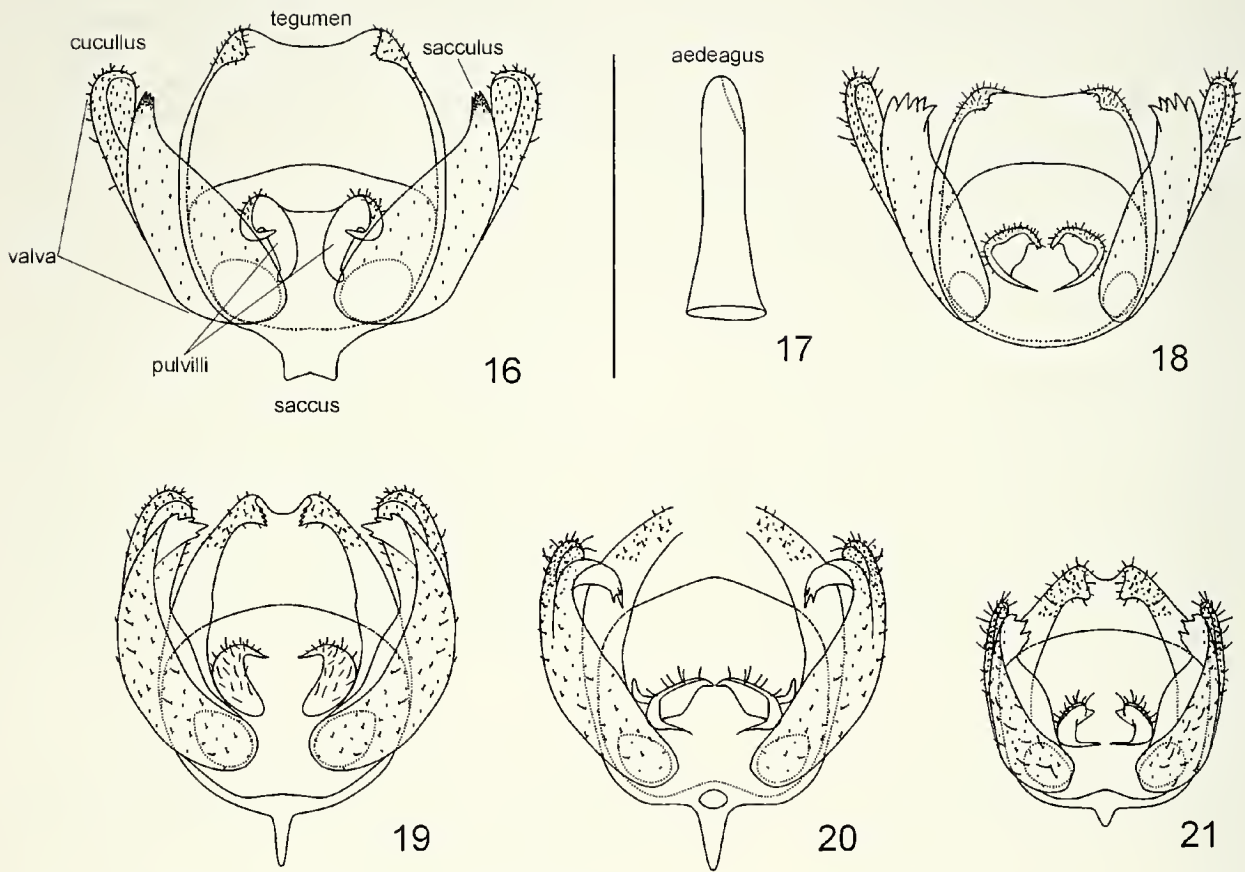 tegumen
cucullus
sacculus
aedeagus
valva
pulvilli
saccus
16
17
18
19
20
21